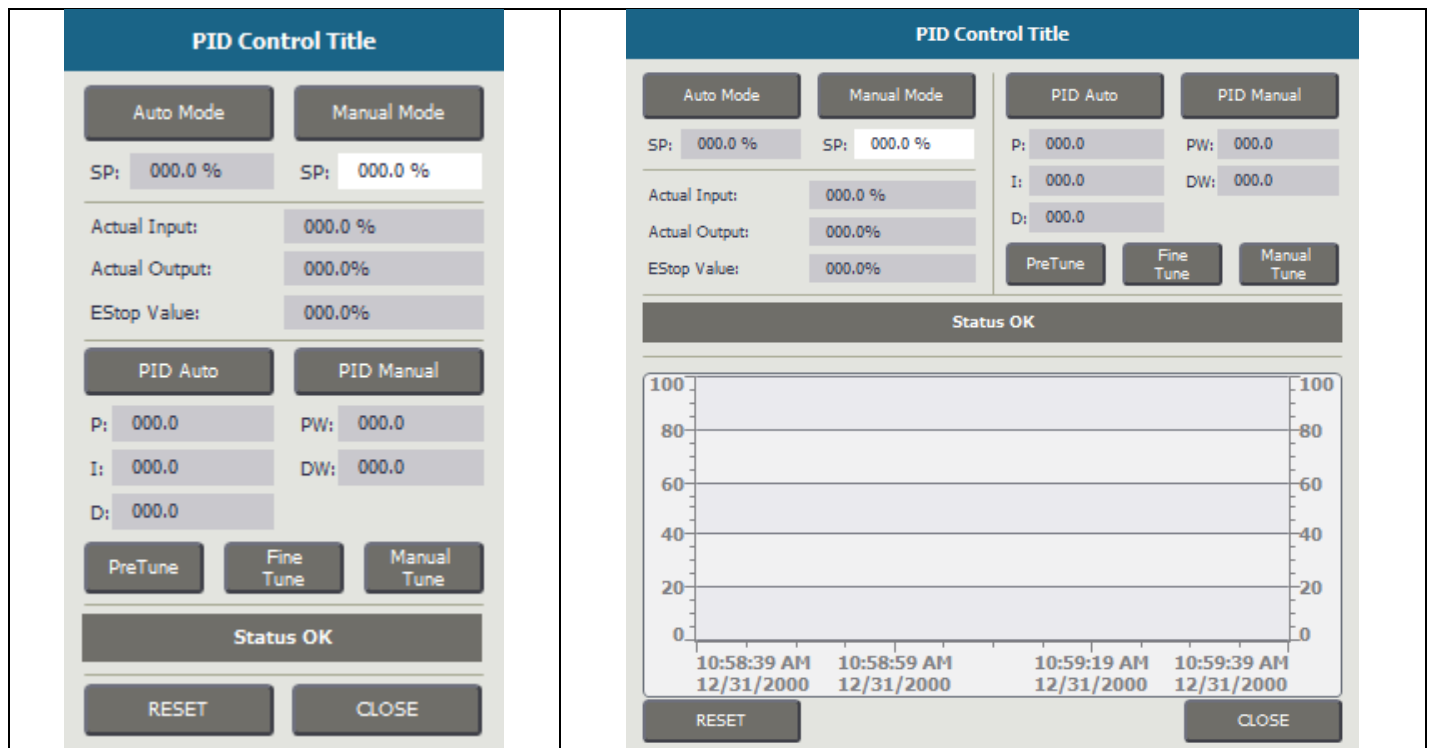 PID Control Title
Auto Mode Manual Mode
SP: 000.0 % SP: 000.0 %
Actual Input: 000.0 %
Actual Output: 000.0%
EStop Value: 000.0%
PID Auto PID Manual
P: 000.0 PW: 000.0
I: 000.0 DW: 000.0
D: 000.0
PreTune Fine Tune Manual Tune
Status OK
RESET CLOSE
PID Control Title
Auto Mode Manual Mode PID Auto PID Manual
SP: 000.0 % SP: 000.0 % P: 000.0 PW: 000.0
Actual Input: 000.0 % I: 000.0 DW: 000.0
Actual Output: 000.0% D: 000.0
EStop Value: 000.0% PreTune Fine Tune Manual Tune
Status OK
100 100
80 80
60 60
40 40
20 20
0 0
10:58:39 AM 10:58:59 AM 10:59:19 AM 10:59:39 AM
12/31/2000 12/31/2000 12/31/2000 12/31/2000
RESET CLOSE